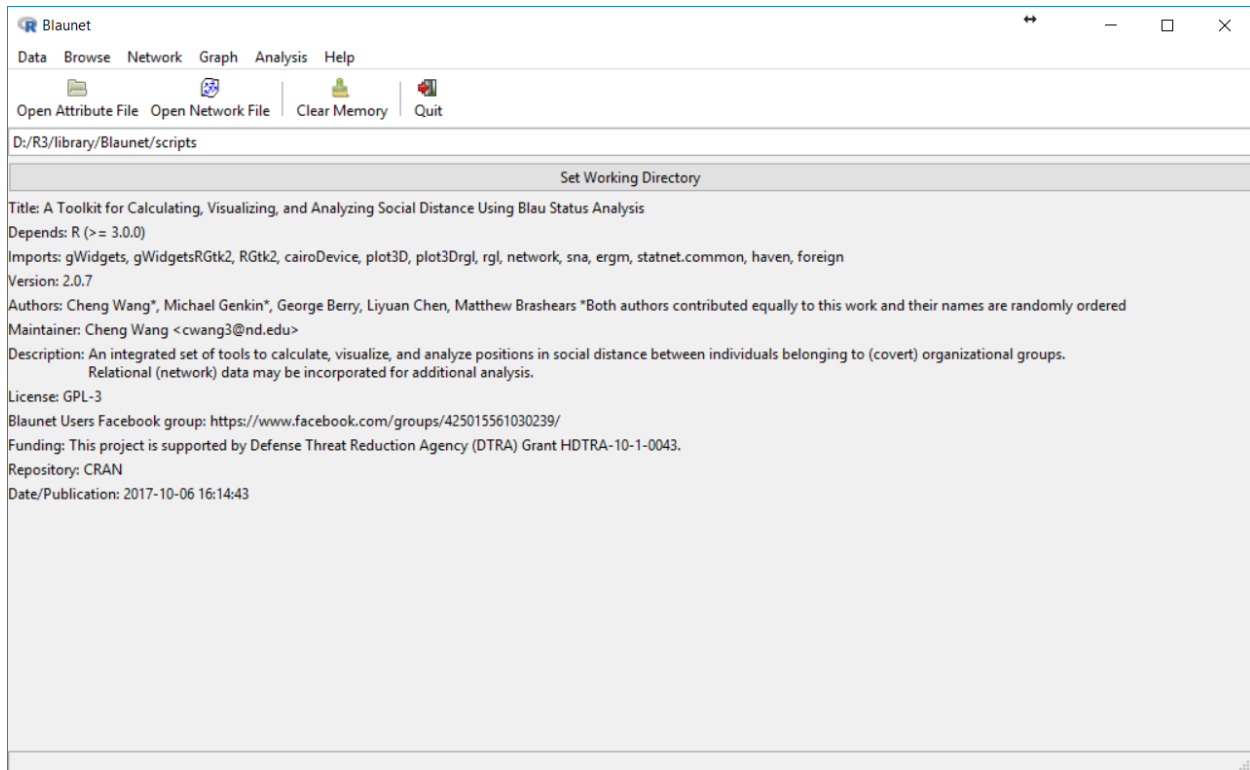 Blaunet
Data Browse Network Graph Analysis Help
Open Attribute File Open Network File Clear Memory Quit
D:/R3/library/Blaunet/scripts
Set Working Directory
Title: A Toolkit for Calculating, Visualizing, and Analyzing Social Distance Using Blau Status Analysis
Depends: R (>= 3.0.0)
Imports: gWidgets, gWidgetsRGtk2, RGtk2, cairoDevice, plot3D, plot3Drgl, rgl, network, sna, ergm, statnet.common, haven, foreign
Version: 2.0.7
Authors: Cheng Wang*, Michael Genkin*, George Berry, Liyuan Chen, Matthew Brashears *Both authors contributed equally to this work and their names are randomly ordered
Maintainer: Cheng Wang <cwang3@nd.edu>
Description: An integrated set of tools to calculate, visualize, and analyze positions in social distance between individuals belonging to (covert) organizational groups.
Relational (network) data may be incorporated for additional analysis.
License: GPL-3
Blaunet Users Facebook group: https://www.facebook.com/groups/425015561030239/
Funding: This project is supported by Defense Threat Reduction Agency (DTRA) Grant HDTRA-10-1-0043.
Repository: CRAN
Date/Publication: 2017-10-06 16:14:43